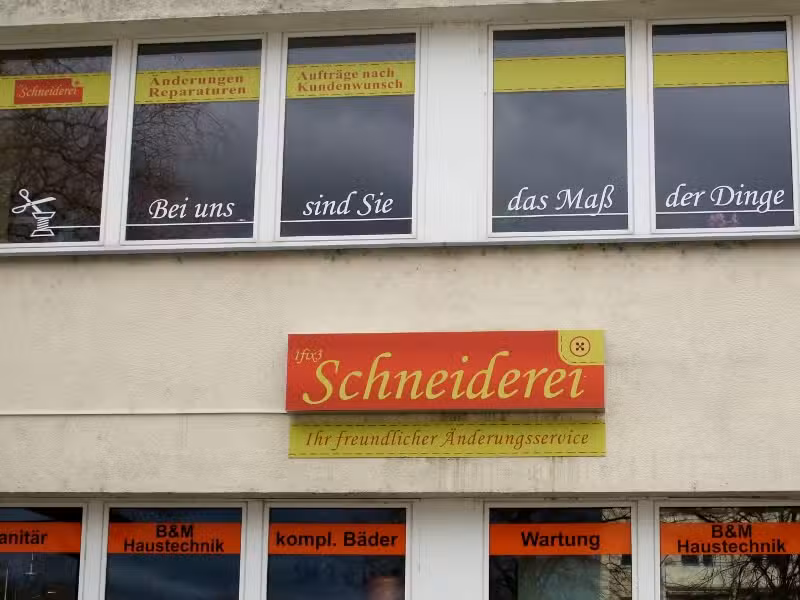 Schneiderei
Änderungen
Reparaturen
Aufträge nach
Kundenwunsch
Bei uns sind Sie das Maß der Dinge
1fix3
Schneiderei
Ihr freundlicher Änderungsservice
anitär
B&M
Haustechnik
kompl. Bäder
Wartung
B&M
Haustechnik